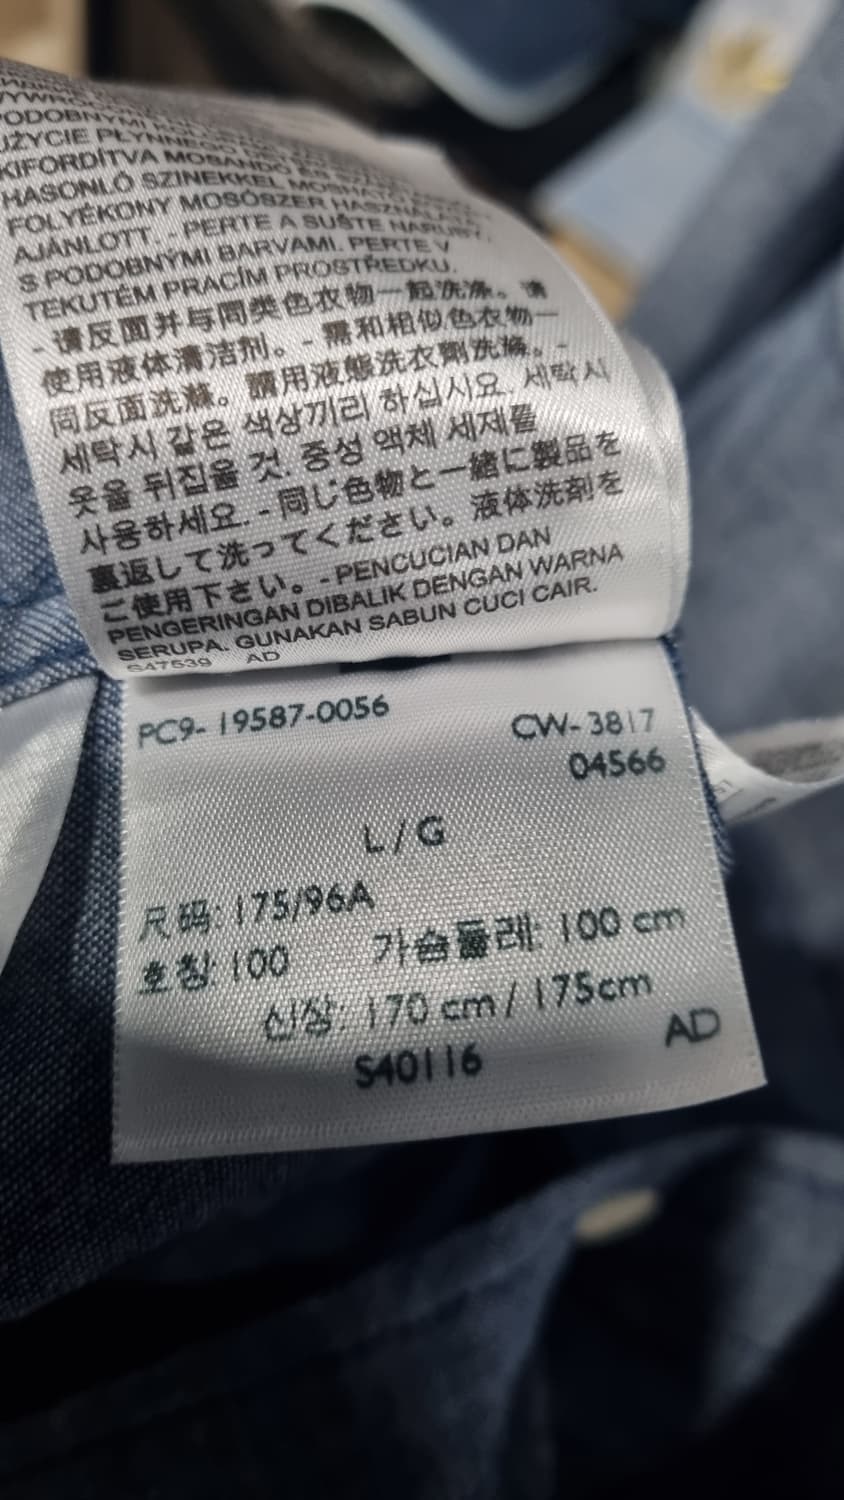 PODOBNYMI
UŻYCIE PŁYNNEGO
KIFORDÍTVA MOSANDÓ ÉS
HASONLÓ SZINEKKEL MOSHATÓ
FOLYÉKONY MOSÓSZER HASZNÁLATA
AJÁNLOTT. - PERTE A SUŠTE NARUBY,
S PODOBNÝMI BARVAMI. PERTE V
TEKUTÉM PRACÍM PROSTŘEDKU.
- 请反面并与同类色衣物一起洗涤。请
使用液体清洁剂。- 需和相似色衣物一
同反面洗滌。請用液態洗衣劑洗滌。-
세탁시 같은 색상끼리 하십시요. 세탁시
옷을 뒤집을 것. 중성 액체 세제를
사용하세요. - 同じ色物と一緒に製品を
裏返して洗ってください。液体洗剤を
ご使用下さい。- PENCUCIAN DAN
PENGERINGAN DIBALIK DENGAN WARNA
SERUPA. GUNAKAN SABUN CUCI CAIR.
S47539 AD
PC9-19587-0056
CW-3817
04566
L/G
尺码: 175/96A
호칭: 100 가슴둘레: 100 cm
신장: 170 cm / 175cm
S40116
AD